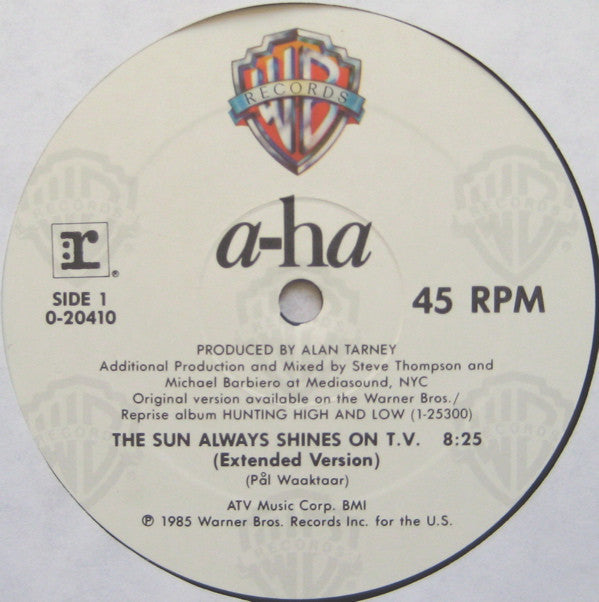 WB
RECORDS
a-ha
r ®
SIDE 1
0-20410
45 RPM
PRODUCED BY ALAN TARNEY
Additional Production and Mixed by Steve Thompson and
Michael Barbiero at Mediasound, NYC
Original version available on the Warner Bros./
Reprise album HUNTING HIGH AND LOW (1-25300)
THE SUN ALWAYS SHINES ON T.V. 8:25
(Extended Version)
(Pål Waaktaar)
ATV Music Corp. BMI
℗ 1985 Warner Bros. Records Inc. for the U.S.